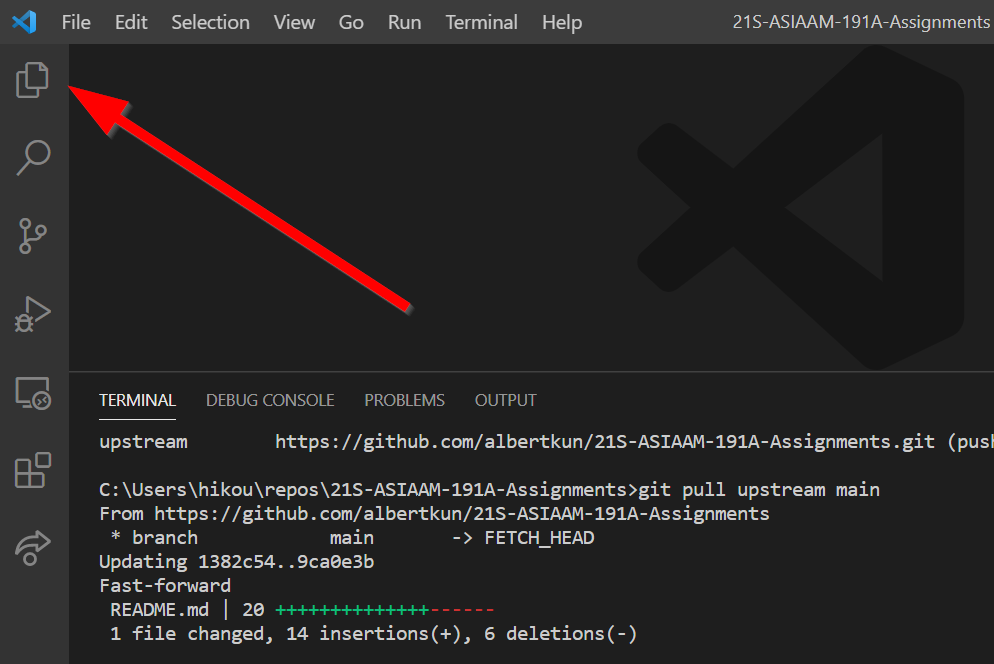 File Edit Selection View Go Run Terminal Help 21S-ASIAAM-191A-Assignments
TERMINAL DEBUG CONSOLE PROBLEMS OUTPUT
upstream https://github.com/albertkun/21S-ASIAAM-191A-Assignments.git (push
C:\Users\hikou\repos\21S-ASIAAM-191A-Assignments>git pull upstream main
From https://github.com/albertkun/21S-ASIAAM-191A-Assignments
* branch main -> FETCH_HEAD
Updating 1382c54..9ca0e3b
Fast-forward
README.md | 20 ++++++++++++++------
1 file changed, 14 insertions(+), 6 deletions(-)